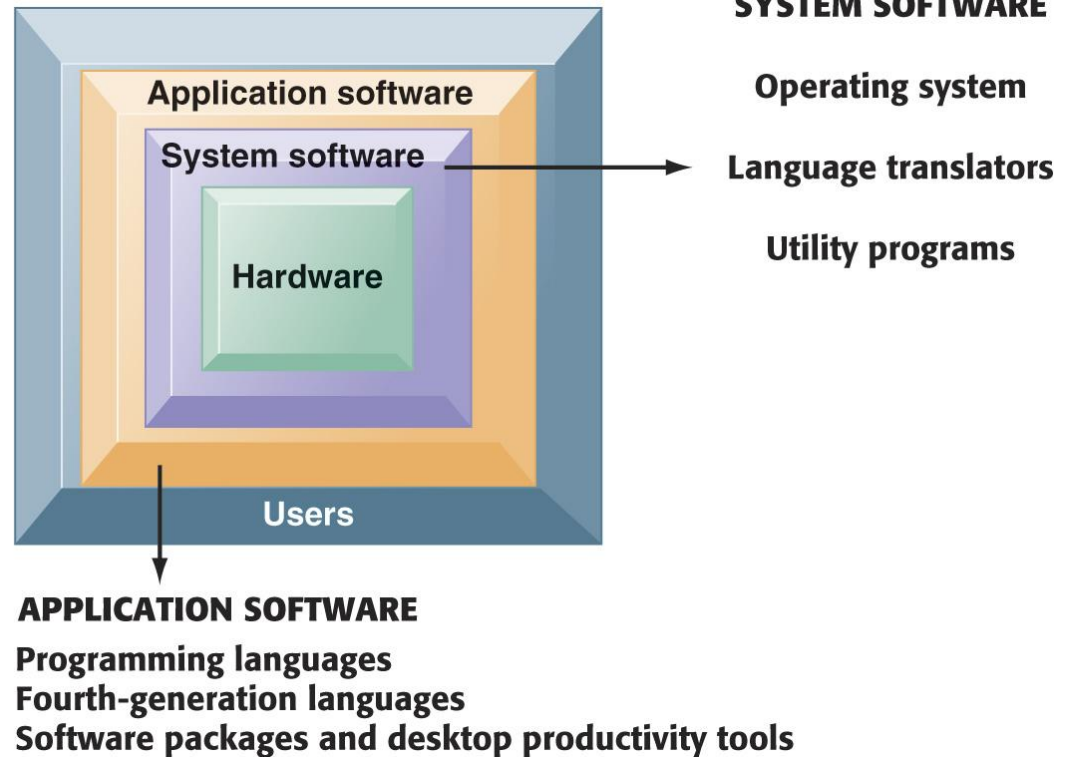 SYSTEM SOFTWARE
Application software
Operating system
System software
Language translators
Utility programs
Hardware
Users
APPLICATION SOFTWARE
Programming languages
Fourth-generation languages
Software packages and desktop productivity tools